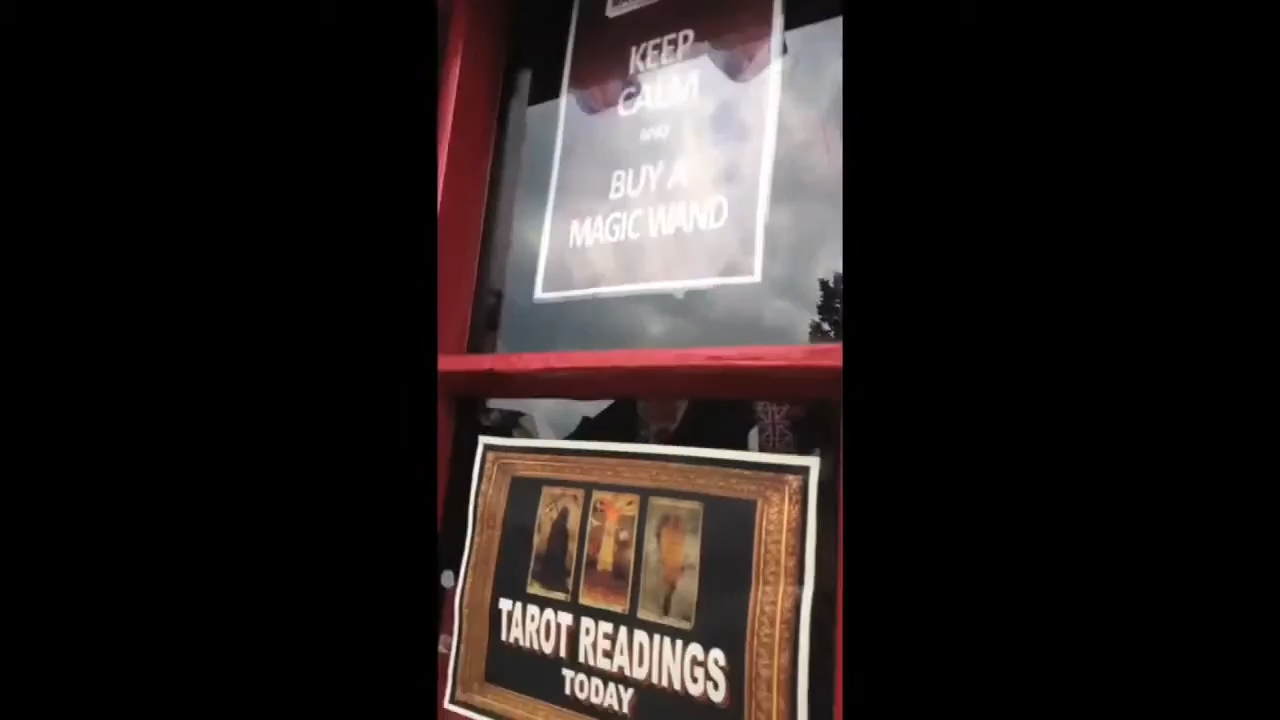 KEEP
CALM
AND
BUY A
MAGIC WAND
TAROT READINGS
TODAY